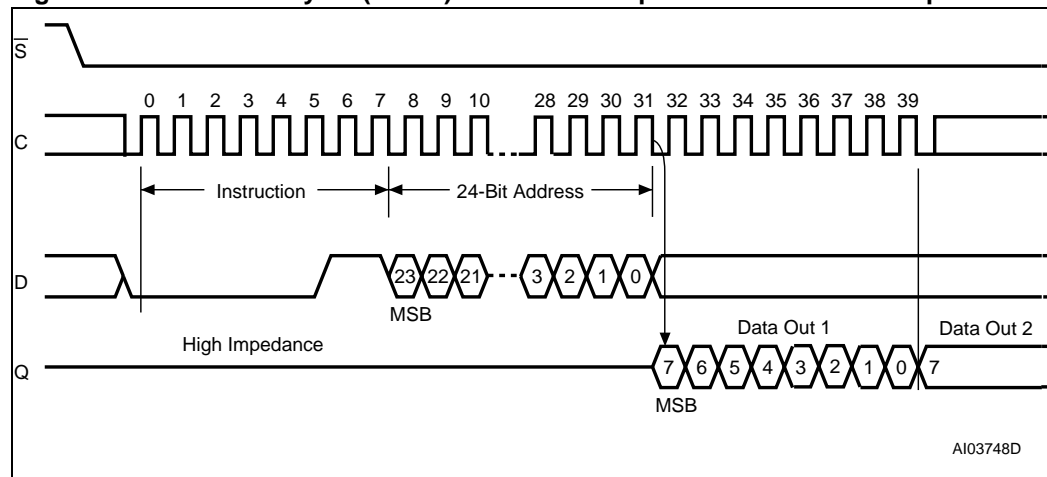 S
0 1 2 3 4 5 6 7 8 9 10 28 29 30 31 32 33 34 35 36 37 38 39
C
Instruction 24-Bit Address
D
23 22 21 3 2 1 0
MSB
Data Out 1 Data Out 2
High Impedance
Q
7 6 5 4 3 2 1 0 7
MSB
AI03748D